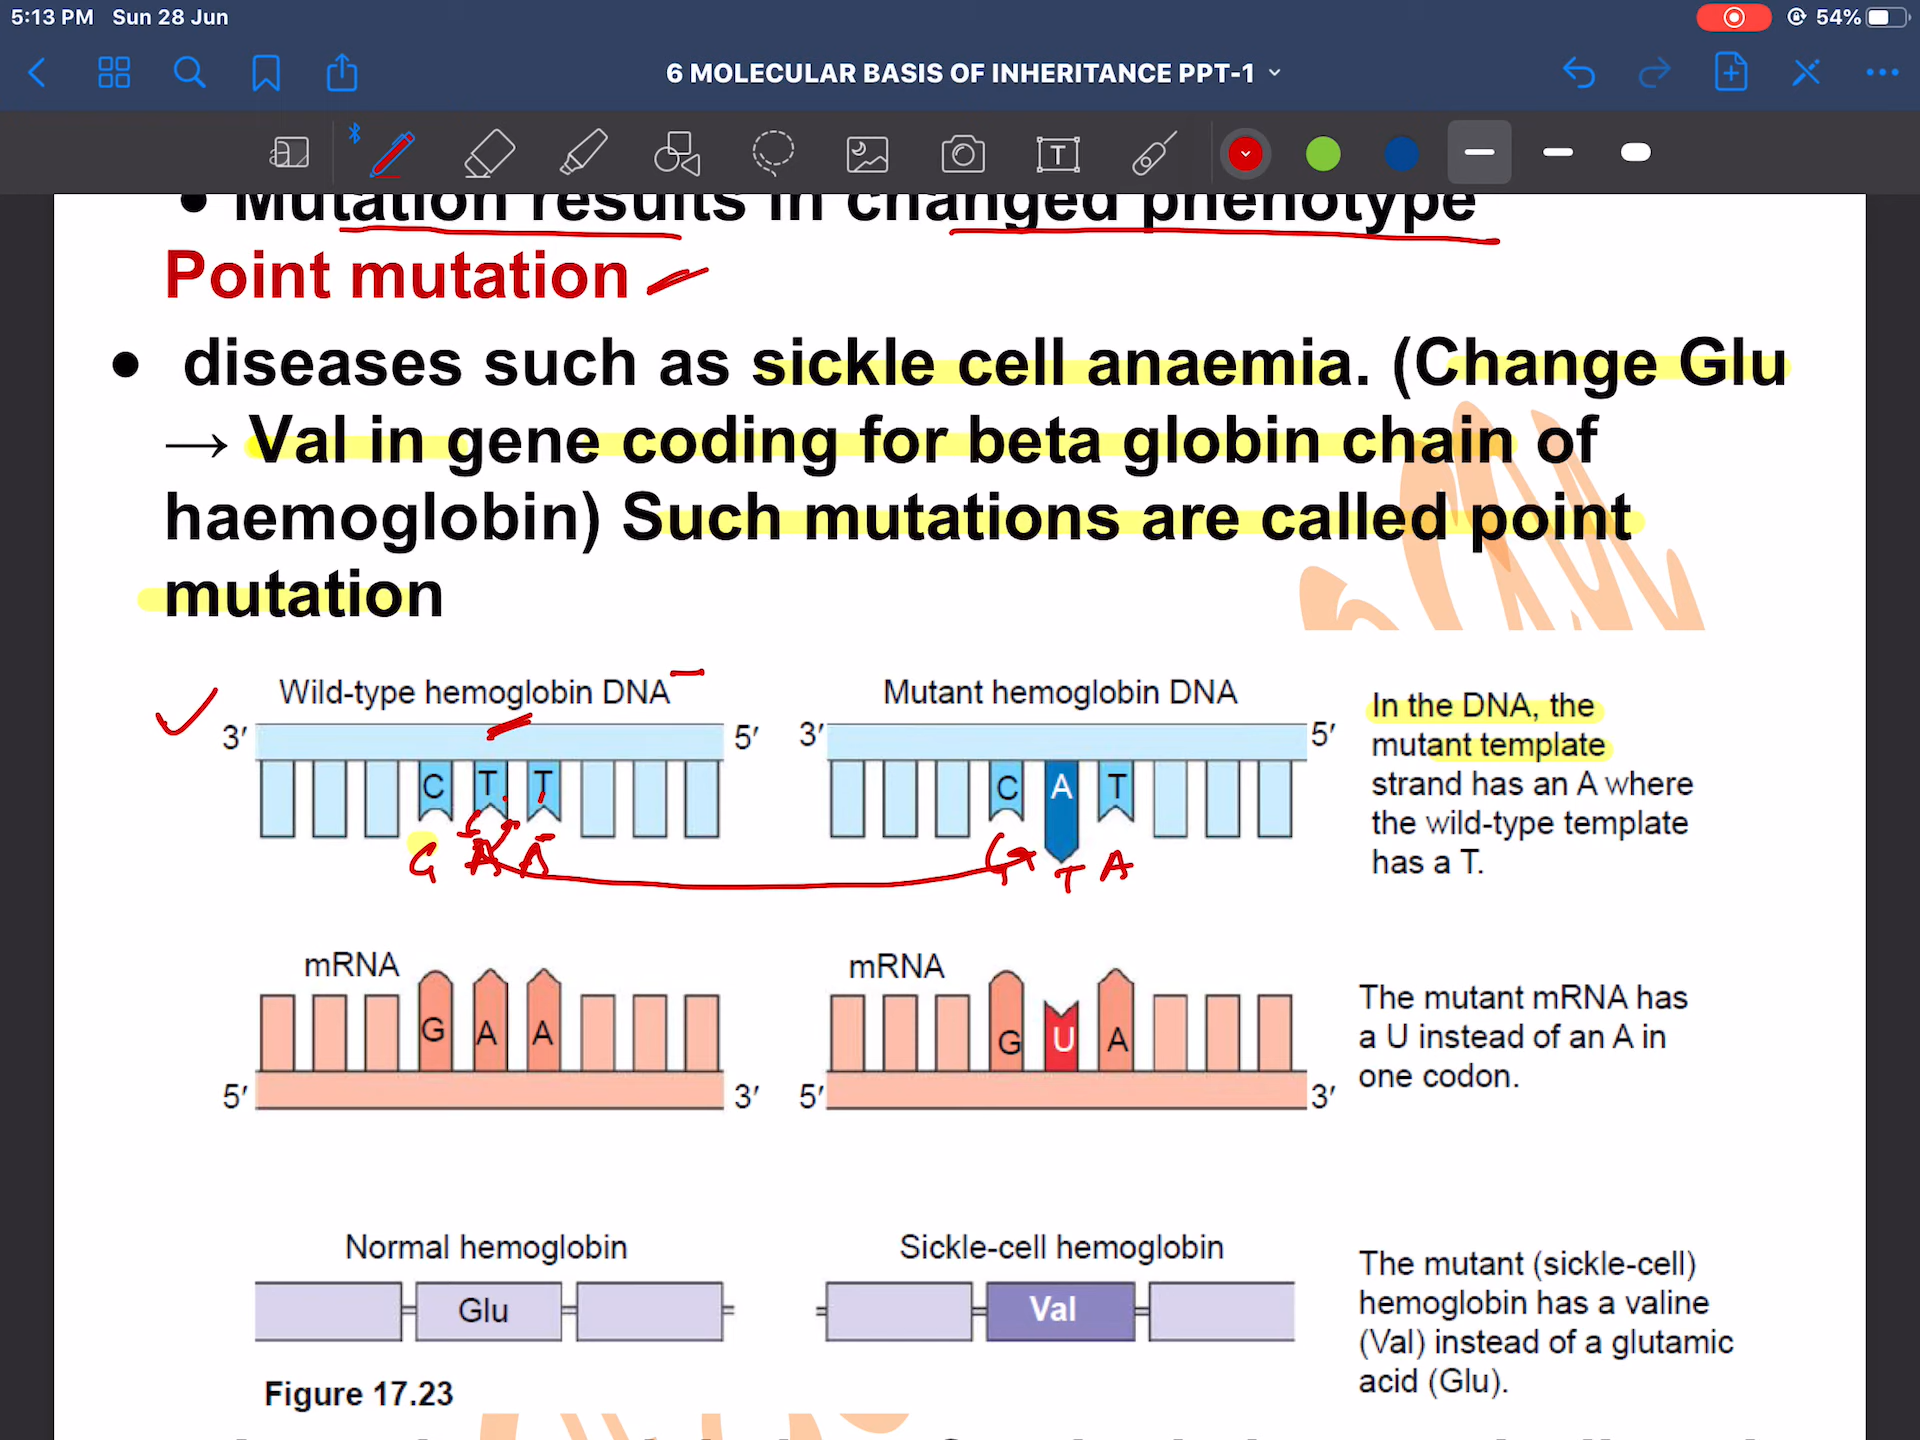 5:13 PM Sun 28 Jun
54%
6 MOLECULAR BASIS OF INHERITANCE PPT-1
a
T
• Mutation results in changed phenotype
Point mutation
• diseases such as sickle cell anaemia. (Change Glu
→ Val in gene coding for beta globin chain of
haemoglobin) Such mutations are called point
mutation
Wild-type hemoglobin DNA
3′ 5′
C T T
G A A
Mutant hemoglobin DNA
3′ 5′
C A T
G T A
In the DNA, the
mutant template
strand has an A where
the wild-type template
has a T.
mRNA
G A A
5′ 3′
mRNA
G U A
5′ 3′
The mutant mRNA has
a U instead of an A in
one codon.
Normal hemoglobin
Glu
Sickle-cell hemoglobin
Val
The mutant (sickle-cell)
hemoglobin has a valine
(Val) instead of a glutamic
acid (Glu).
Figure 17.23